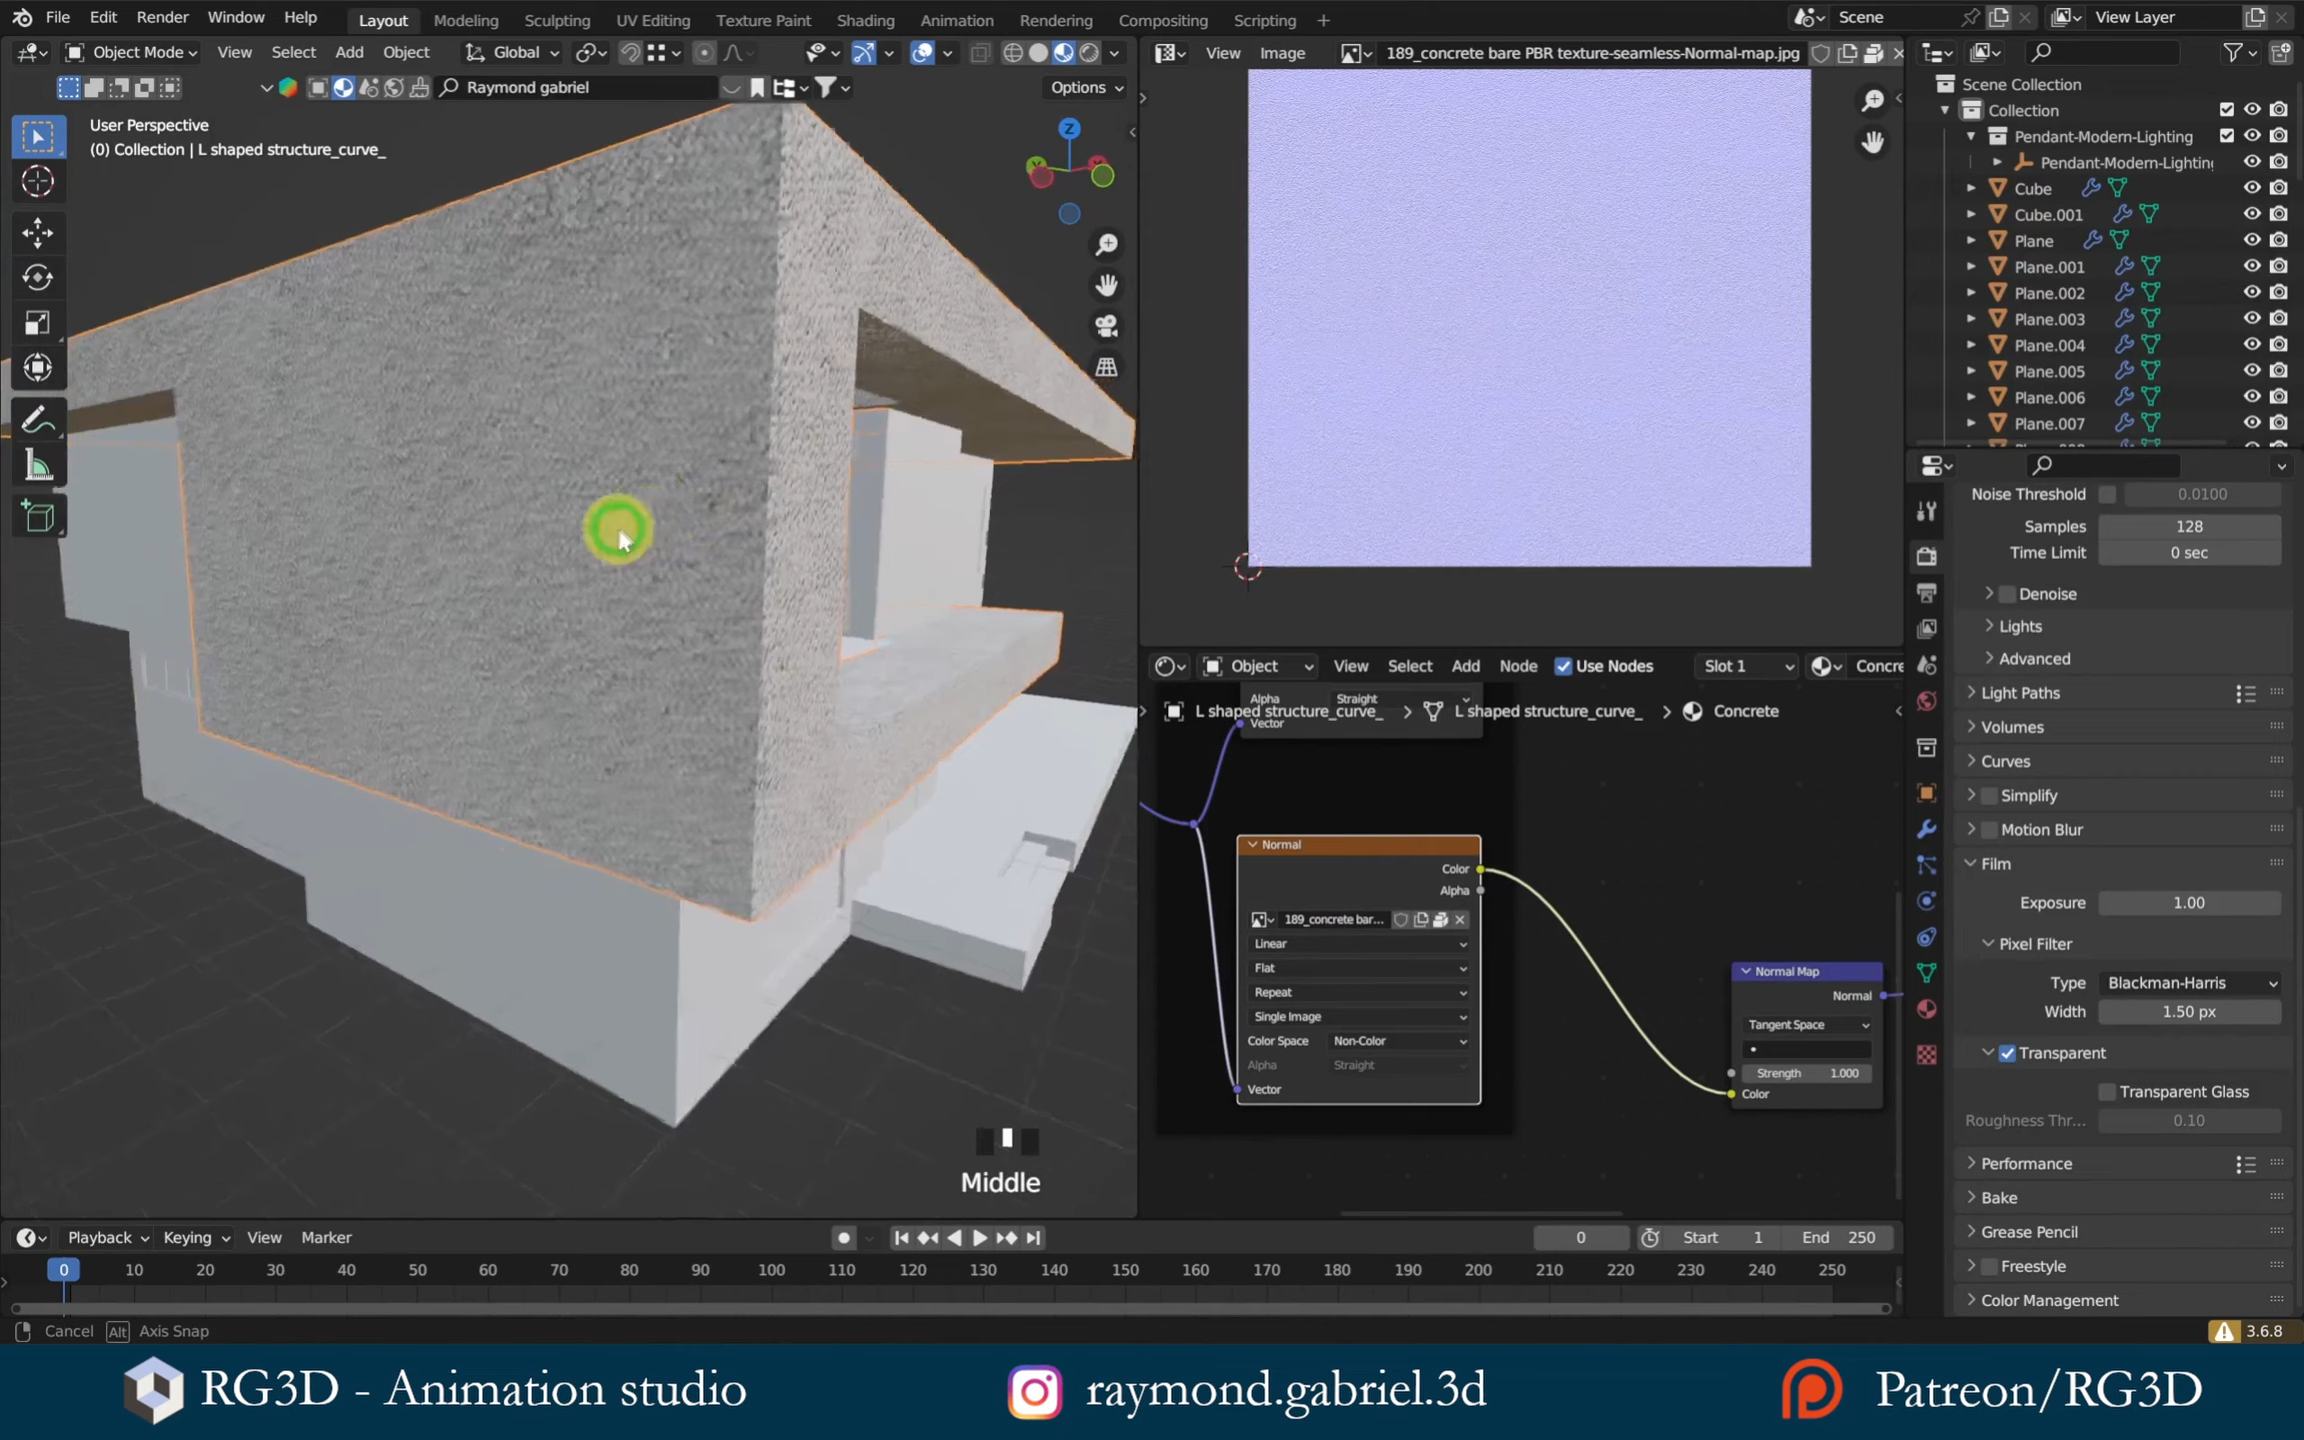 File Edit Render Window Help Layout Modeling Sculpting UV Editing Texture Paint Shading Animation Rendering Compositing Scripting + Scene View Layer
Object Mode View Select Add Object Global
Raymond gabriel Options
User Perspective
(0) Collection | L shaped structure_curve_
Z
Middle
View Image 189_concrete bare PBR texture-seamless-Normal-map.jpg
Object View Select Add Node Use Nodes Slot 1 Concre
Alpha Straight
L shaped structure_curve_ > L shaped structure_curve_ > Concrete
Vector
Normal
Color
Alpha
189_concrete bar...
Linear
Flat
Repeat
Single Image
Color Space Non-Color
Alpha Straight
Vector
Normal Map
Normal
Tangent Space
Strength 1.000
Color
Scene Collection
Collection
Pendant-Modern-Lighting
Pendant-Modern-Lighting
Cube
Cube.001
Plane
Plane.001
Plane.002
Plane.003
Plane.004
Plane.005
Plane.006
Plane.007
Noise Threshold 0.0100
Samples 128
Time Limit 0 sec
Denoise
Lights
Advanced
Light Paths
Volumes
Curves
Simplify
Motion Blur
Film
Exposure 1.00
Pixel Filter
Type Blackman-Harris
Width 1.50 px
Transparent
Transparent Glass
Roughness Thr... 0.10
Performance
Bake
Grease Pencil
Freestyle
Color Management
Playback Keying View Marker 0 Start 1 End 250
0 10 20 30 40 50 60 70 80 90 100 110 120 130 140 150 160 170 180 190 200 210 220 230 240 250
Cancel Alt Axis Snap 3.6.8
RG3D - Animation studio raymond.gabriel.3d Patreon/RG3D